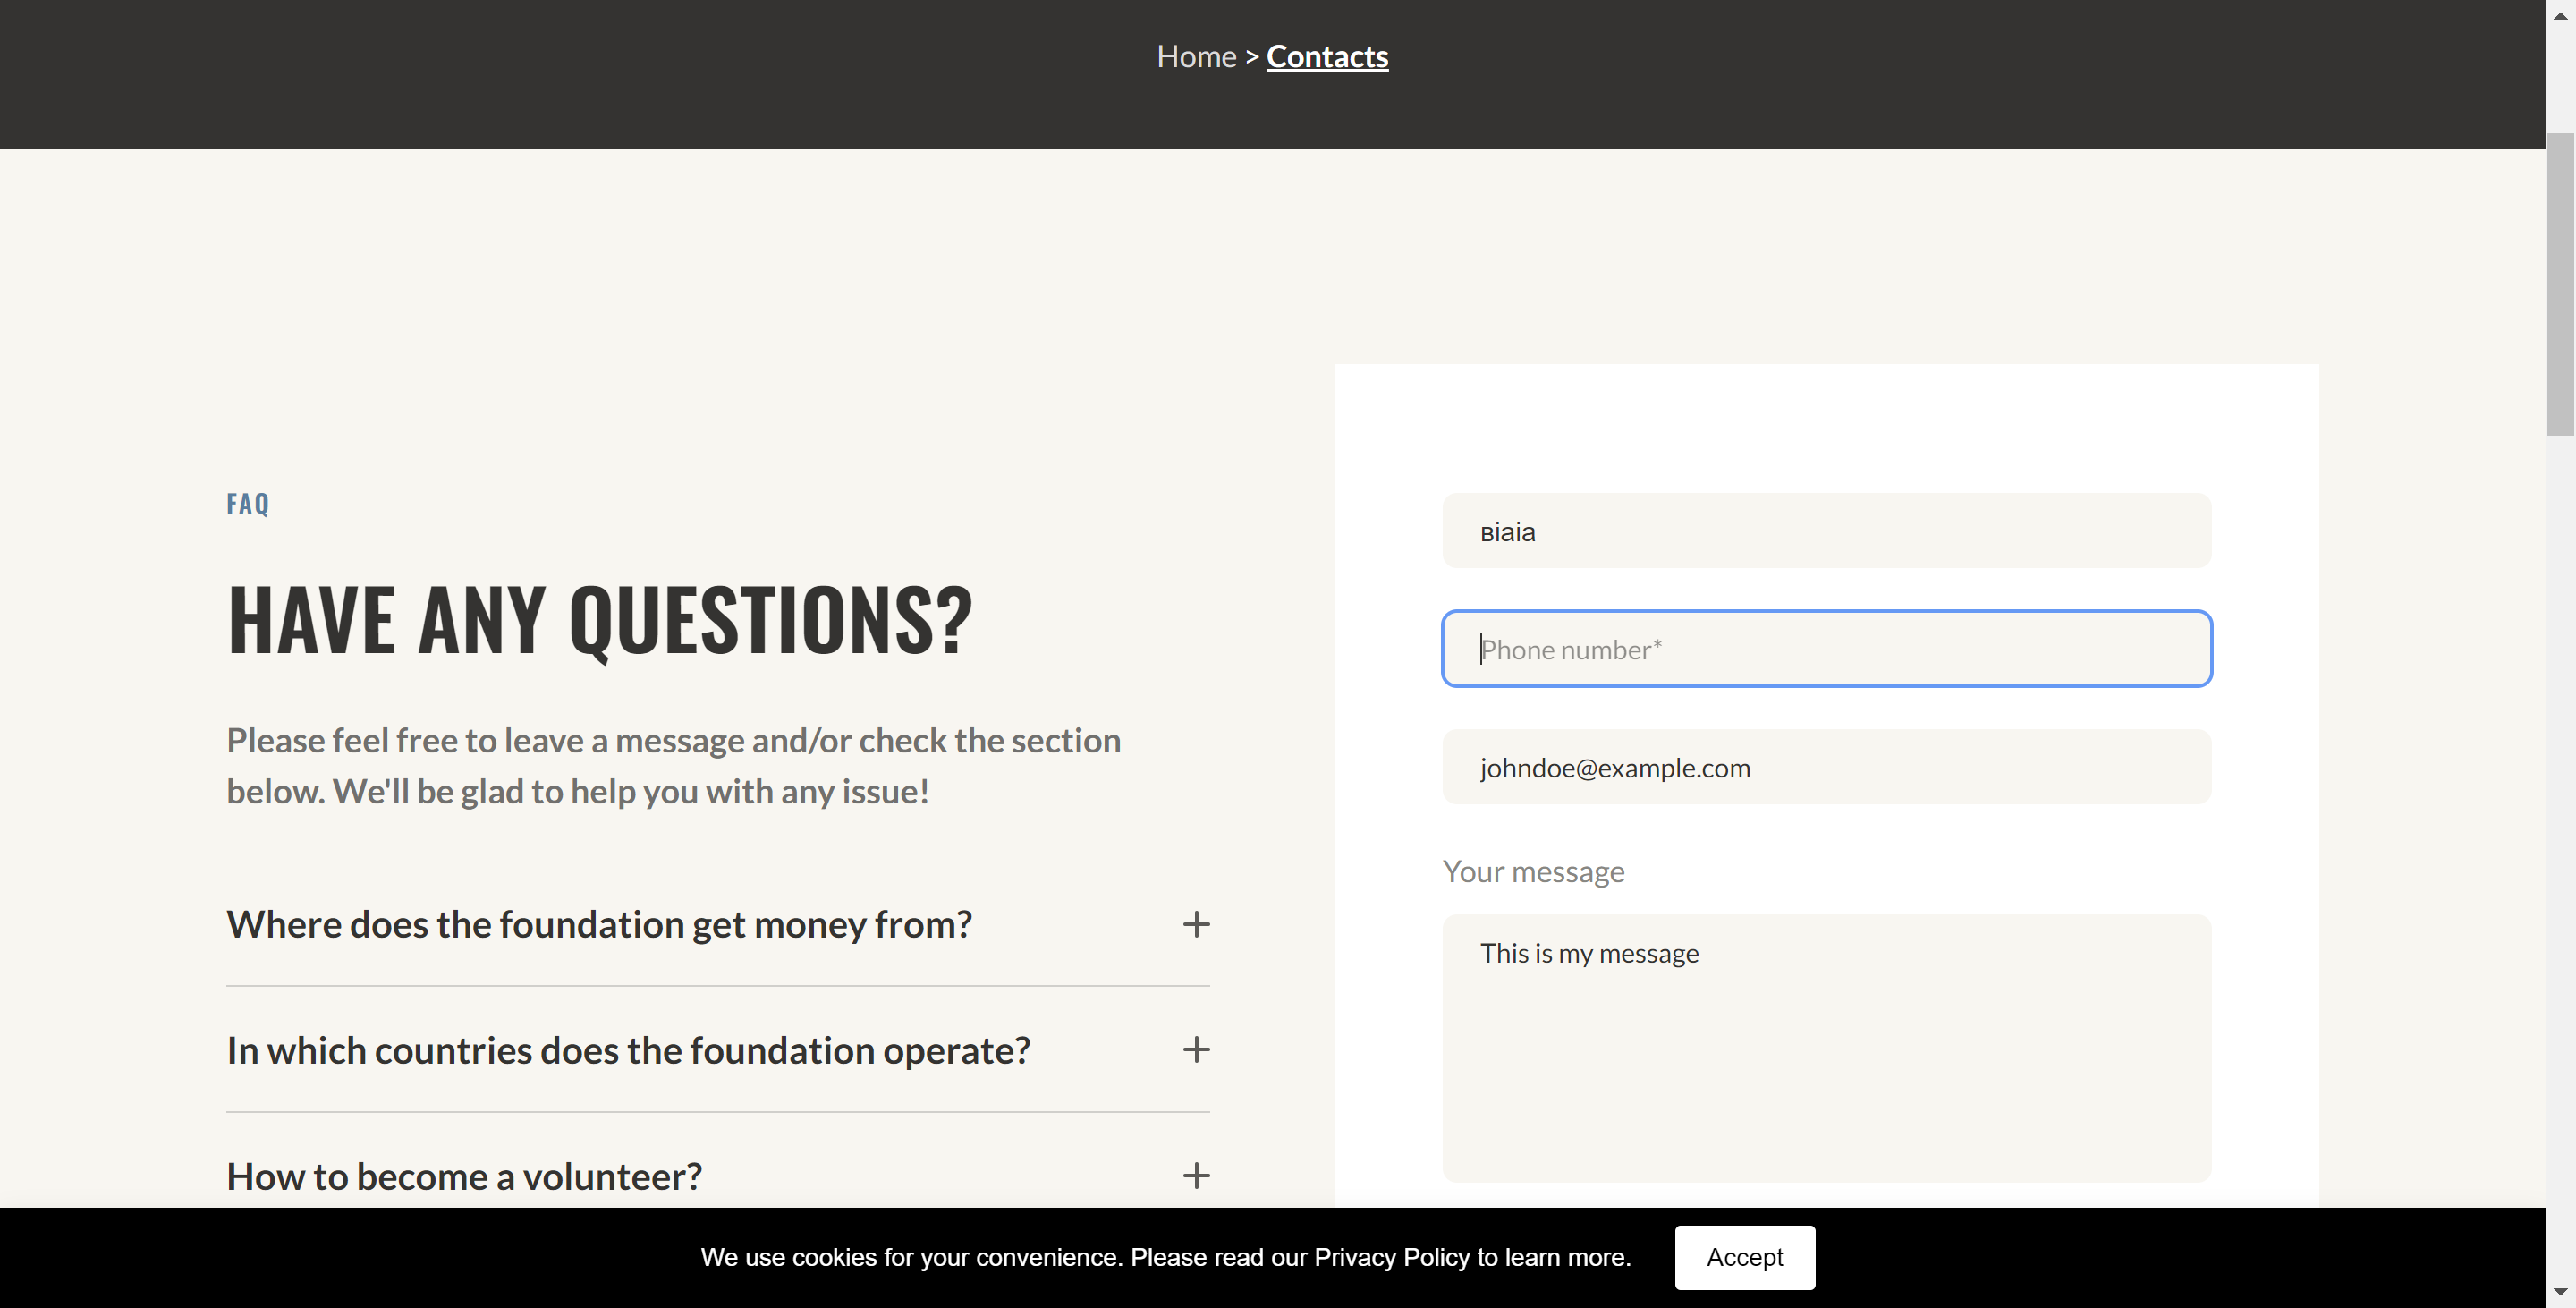 Home > Contacts
FAQ
HAVE ANY QUESTIONS?
Please feel free to leave a message and/or check the section
below. We'll be glad to help you with any issue!
Where does the foundation get money from?
In which countries does the foundation operate?
How to become a volunteer?
віаіа
Phone number*
johndoe@example.com
Your message
This is my message
We use cookies for your convenience. Please read our Privacy Policy to learn more.
Accept